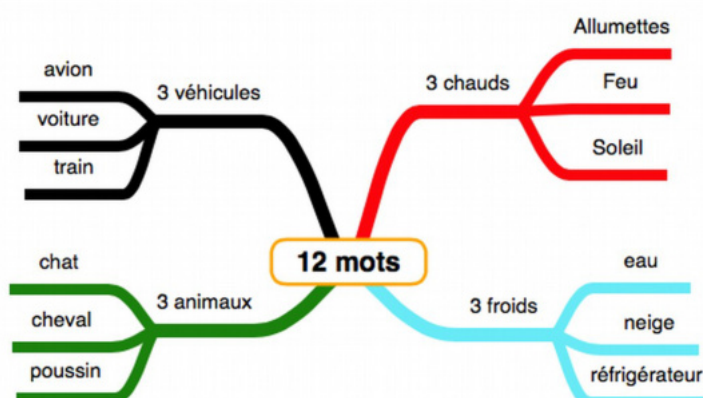 12 mots
3 véhicules
avion
voiture
train
3 chauds
Allumettes
Feu
Soleil
3 animaux
chat
cheval
poussin
3 froids
eau
neige
réfrigérateur